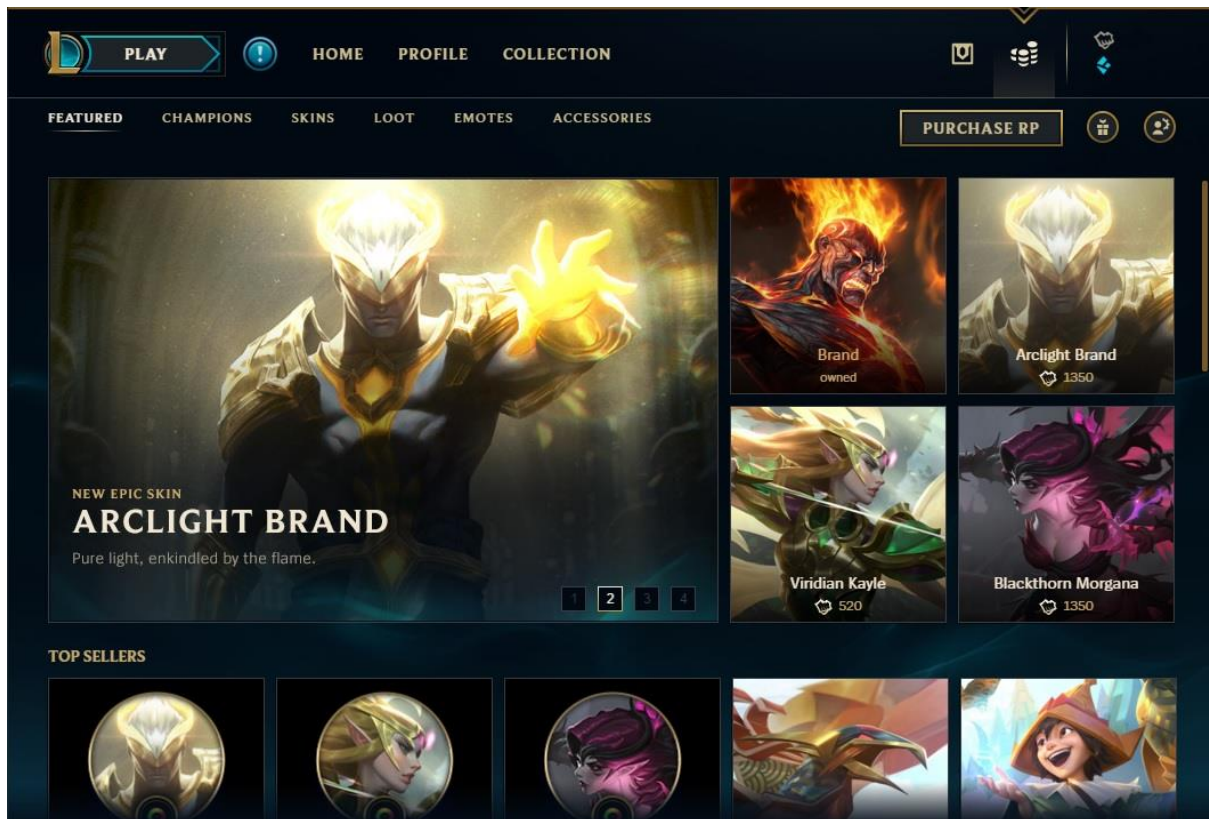 PLAY
HOME
PROFILE
COLLECTION
FEATURED
CHAMPIONS
SKINS
LOOT
EMOTES
ACCESSORIES
PURCHASE RP
NEW EPIC SKIN
ARCLIGHT BRAND
Pure light, enkindled by the flame.
1
2
3
4
Brand
owned
Arclight Brand
1350
Viridian Kayle
520
Blackthorn Morgana
1350
TOP SELLERS